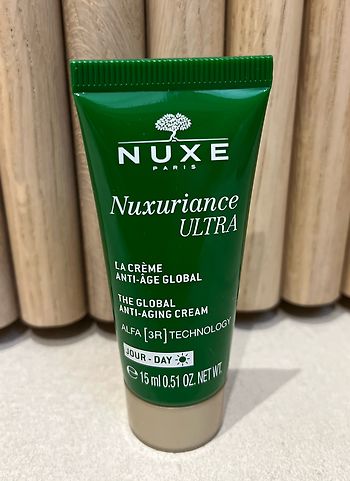 NUXE
PARIS
Nuxuriance
ULTRA
LA CRÈME
ANTI-ÂGE GLOBAL
THE GLOBAL
ANTI-AGING CREAM
ALFA [3R] TECHNOLOGY
JOUR - DAY
℮ 15 ml 0.51 OZ. NET WT.